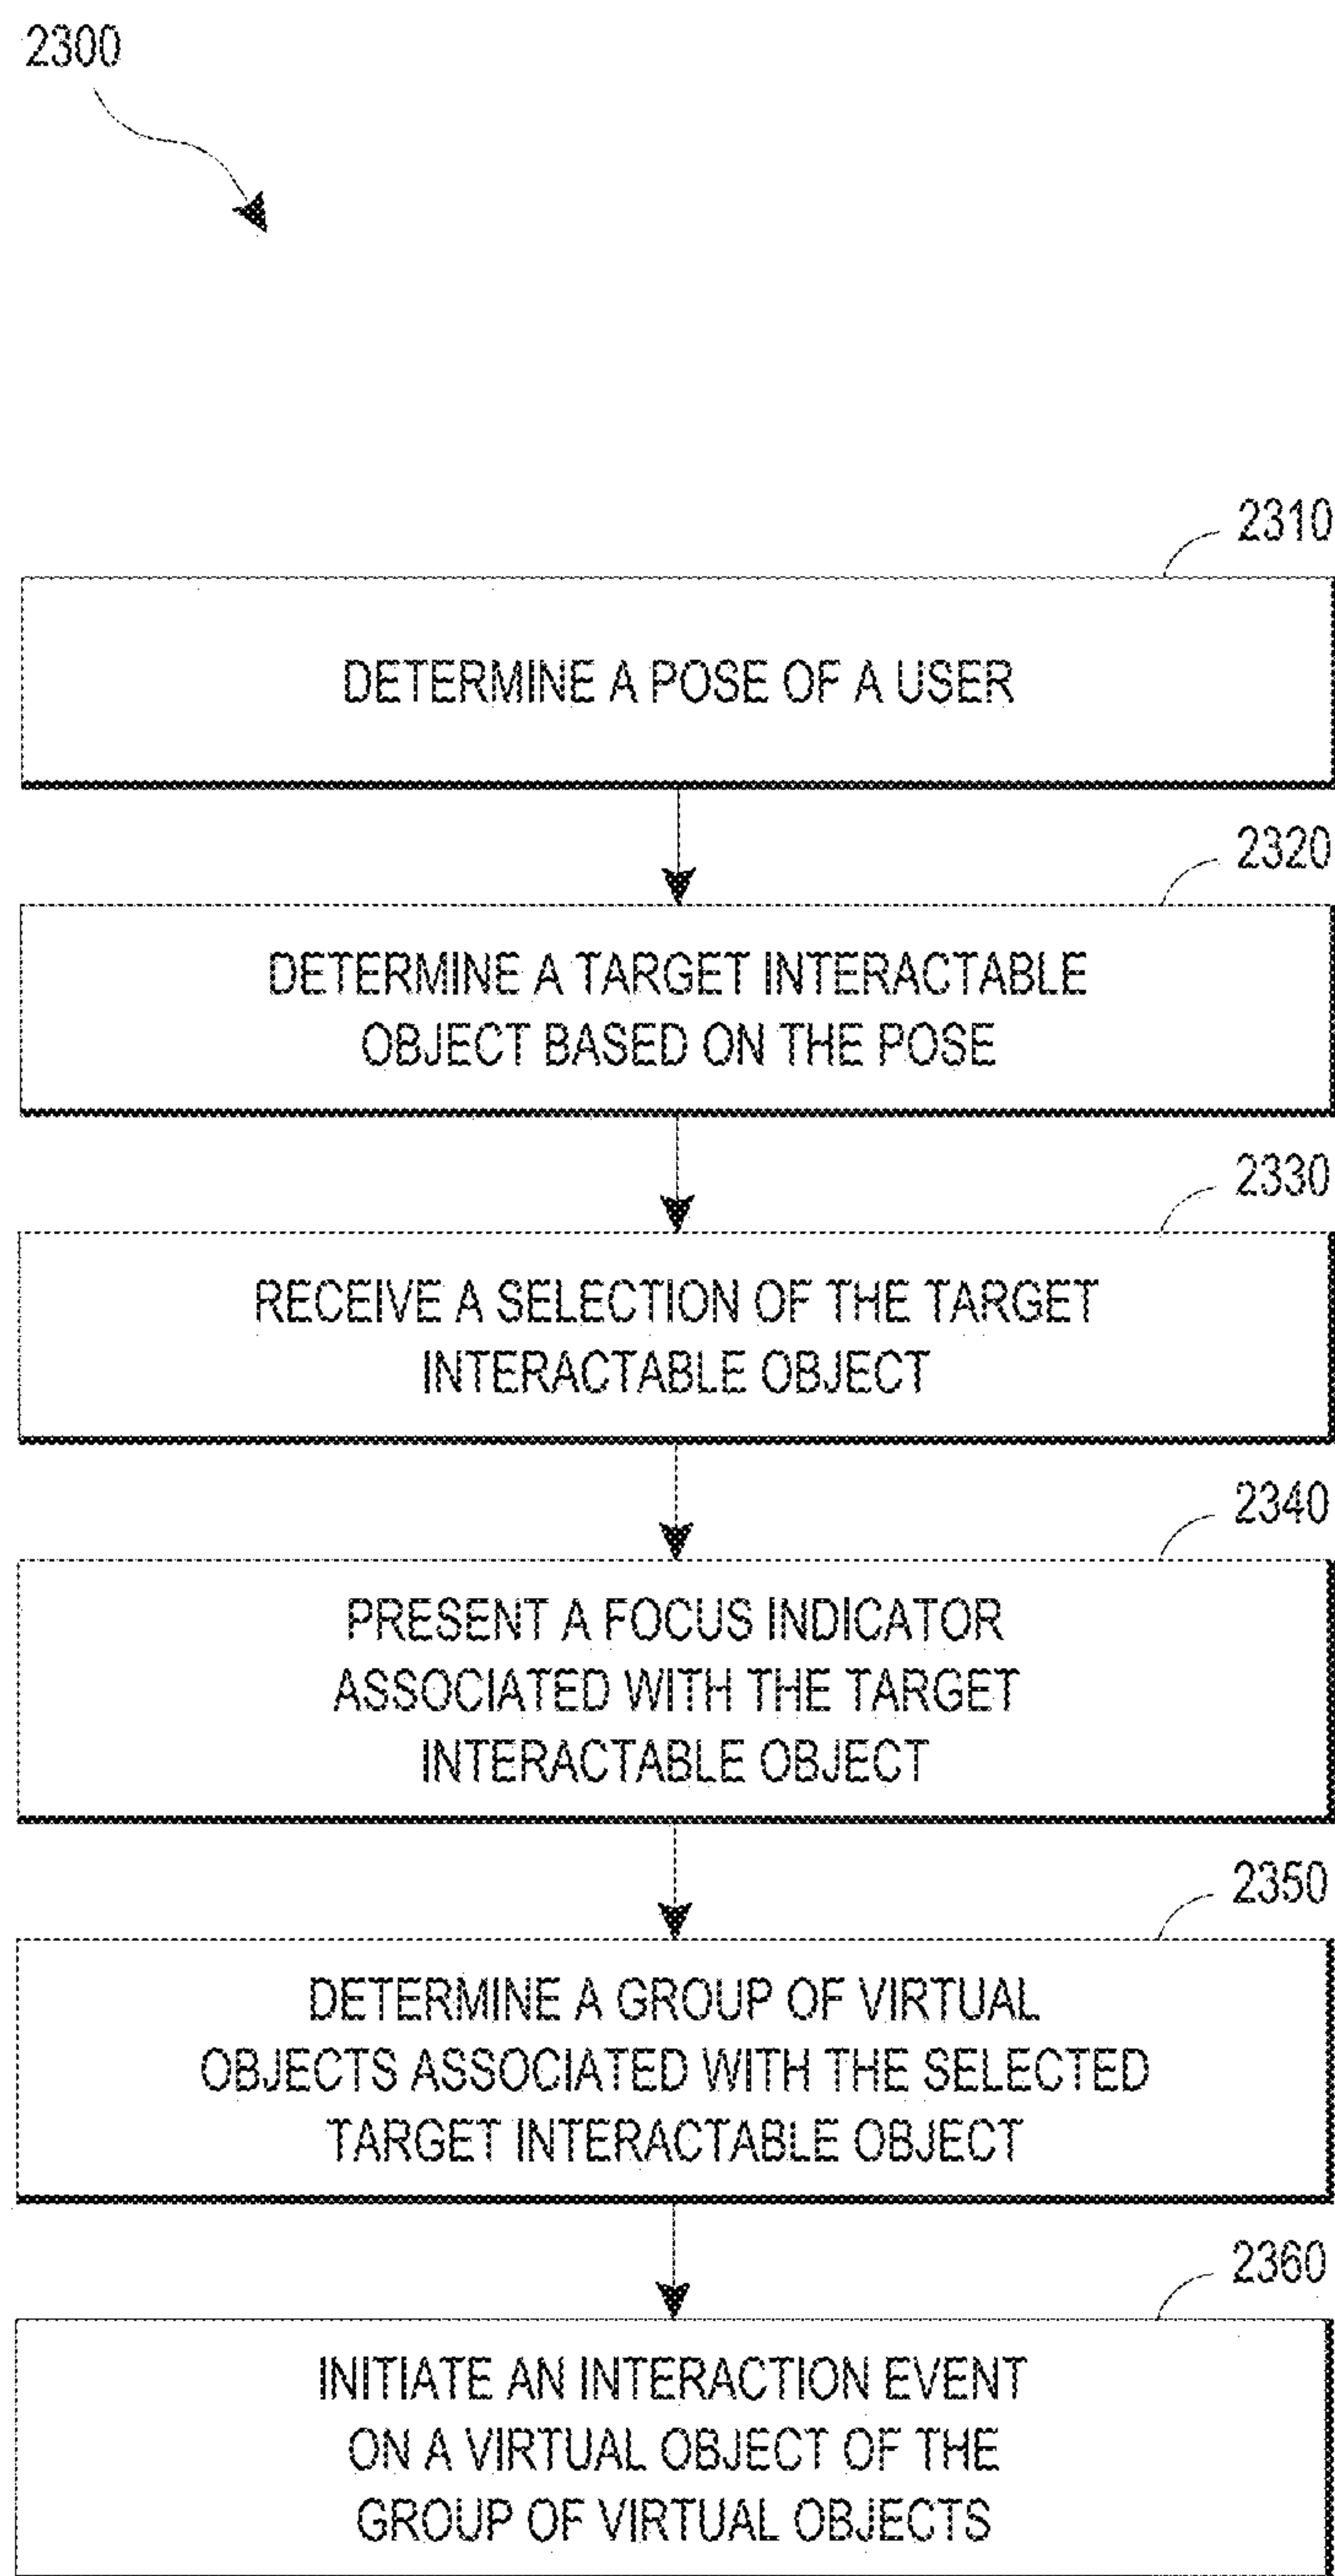 2300
2310
DETERMINE A POSE OF A USER
2320
DETERMINE A TARGET INTERACTABLE
OBJECT BASED ON THE POSE
2330
RECEIVE A SELECTION OF THE TARGET
INTERACTABLE OBJECT
2340
PRESENT A FOCUS INDICATOR
ASSOCIATED WITH THE TARGET
INTERACTABLE OBJECT
2350
DETERMINE A GROUP OF VIRTUAL
OBJECTS ASSOCIATED WITH THE SELECTED
TARGET INTERACTABLE OBJECT
2360
INITIATE AN INTERACTION EVENT
ON A VIRTUAL OBJECT OF THE
GROUP OF VIRTUAL OBJECTS